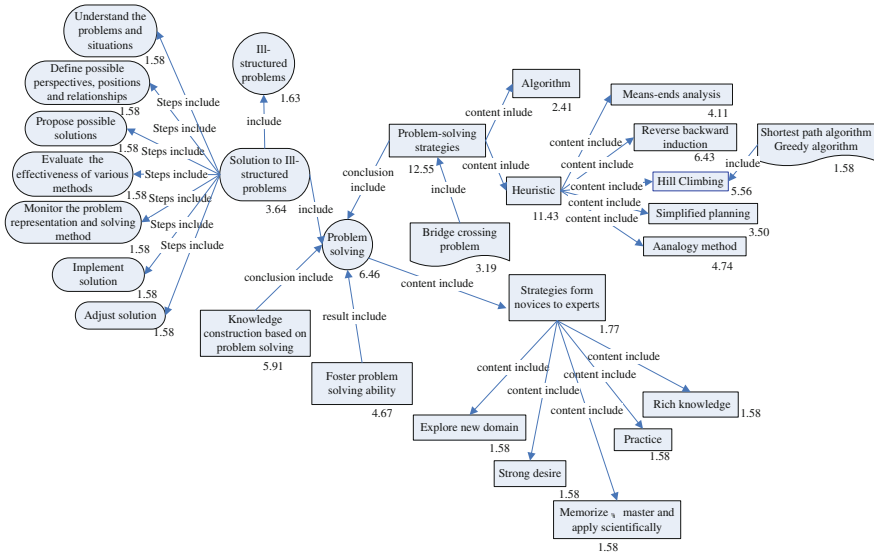 Understand the
problems and
situations
1.58
Define possible
perspectives, positions
and relationships
1.58
Propose possible
solutions
1.58
Evaluate the
effectiveness of various
methods
1.58
Monitor the problem
representation and solving
method
1.58
Implement
solution
1.58
Adjust solution
1.58
Steps include
Steps include
Steps include
Steps include
Steps include
Steps include
Steps include
Ill-
structured
problems
1.63
include
Solution to Ill-
structured
problems
3.64
include
Problem
solving
6.46
conclusion include
Knowledge
construction based on
problem solving
5.91
result include
Foster problem
solving ability
4.67
conclusion
include
Problem-solving
strategies
12.55
include
Bridge crossing
problem
3.19
content inlude
Algorithm
2.41
content inlude
Heuristic
11.43
content include
Means-ends analysis
4.11
content include
Reverse backward
induction
6.43
content include
Hill Climbing
5.56
include
Shortest path algorithm
Greedy algorithm
1.58
content include
Simplified planning
3.50
content include
Aanalogy method
4.74
content include
Strategies form
novices to experts
1.77
content include
content include
content include
content include
content include
Explore new domain
1.58
Strong desire
1.58
Memorize master and
apply scientifically
1.58
Practice
1.58
Rich knowledge
1.58